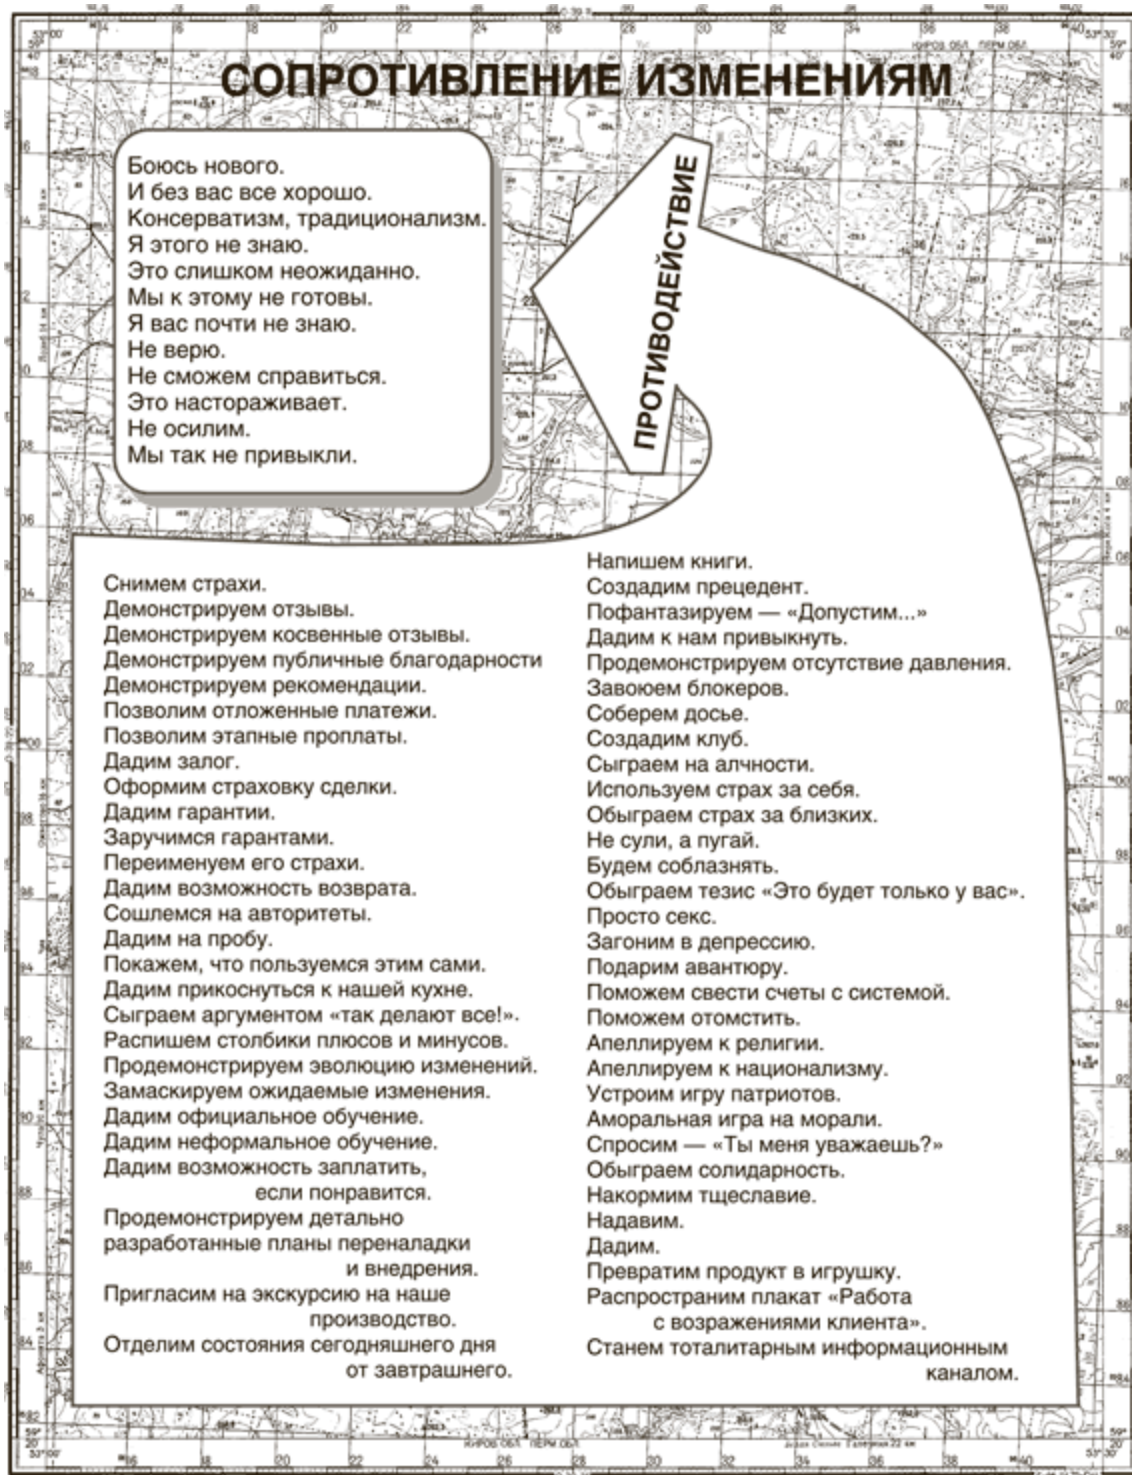 СОПРОТИВЛЕНИЕ ИЗМЕНЕНИЯМ
Боюсь нового.
И без вас все хорошо.
Консерватизм, традиционализм.
Я этого не знаю.
Это слишком неожиданно.
Мы к этому не готовы.
Я вас почти не знаю.
Не верю.
Не сможем справиться.
Это настораживает.
Не осилим.
Мы так не привыкли.
ПРОТИВОДЕЙСТВИЕ
Снимем страхи.
Демонстрируем отзывы.
Демонстрируем косвенные отзывы.
Демонстрируем публичные благодарности
Демонстрируем рекомендации.
Позволим отложенные платежи.
Позволим этапные проплаты.
Дадим залог.
Оформим страховку сделки.
Дадим гарантии.
Заручимся гарантами.
Переименуем его страхи.
Дадим возможность возврата.
Сошлемся на авторитеты.
Дадим на пробу.
Покажем, что пользуемся этим сами.
Дадим прикоснуться к нашей кухне.
Сыграем аргументом «так делают все!».
Распишем столбики плюсов и минусов.
Продемонстрируем эволюцию изменений.
Замаскируем ожидаемые изменения.
Дадим официальное обучение.
Дадим неформальное обучение.
Дадим возможность заплатить,
если понравится.
Продемонстрируем детально
разработанные планы переналадки
и внедрения.
Пригласим на экскурсию на наше
производство.
Отделим состояния сегодняшнего дня
от завтрашнего.
Напишем книги.
Создадим прецедент.
Пофантазируем — «Допустим...»
Дадим к нам привыкнуть.
Продемонстрируем отсутствие давления.
Завоюем блокеров.
Соберем досье.
Создадим клуб.
Сыграем на алчности.
Используем страх за себя.
Обыграем страх за близких.
Не сули, а пугай.
Будем соблазнять.
Обыграем тезис «Это будет только у вас».
Просто секс.
Загоним в депрессию.
Подарим авантюру.
Поможем свести счеты с системой.
Поможем отомстить.
Апеллируем к религии.
Апеллируем к национализму.
Устроим игру патриотов.
Аморальная игра на морали.
Спросим — «Ты меня уважаешь?»
Обыграем солидарность.
Накормим тщеславие.
Надавим.
Дадим.
Превратим продукт в игрушку.
Распространим плакат «Работа
с возражениями клиента».
Станем тоталитарным информационным
каналом.